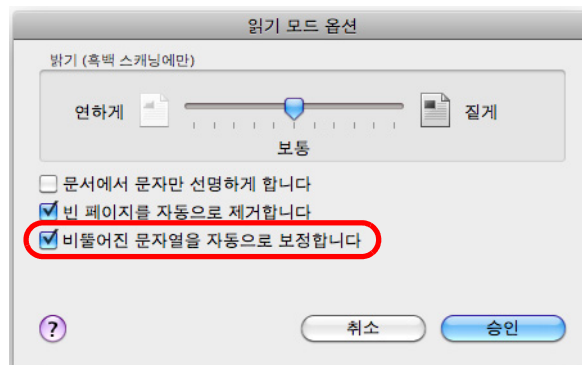 읽기 모드 옵션
밝기 (흑백 스캐닝에만)
연하게 질게
보통
문서에서 문자만 선명하게 합니다
빈 페이지를 자동으로 제거합니다
비뚤어진 문자열을 자동으로 보정합니다
? 취소 승인